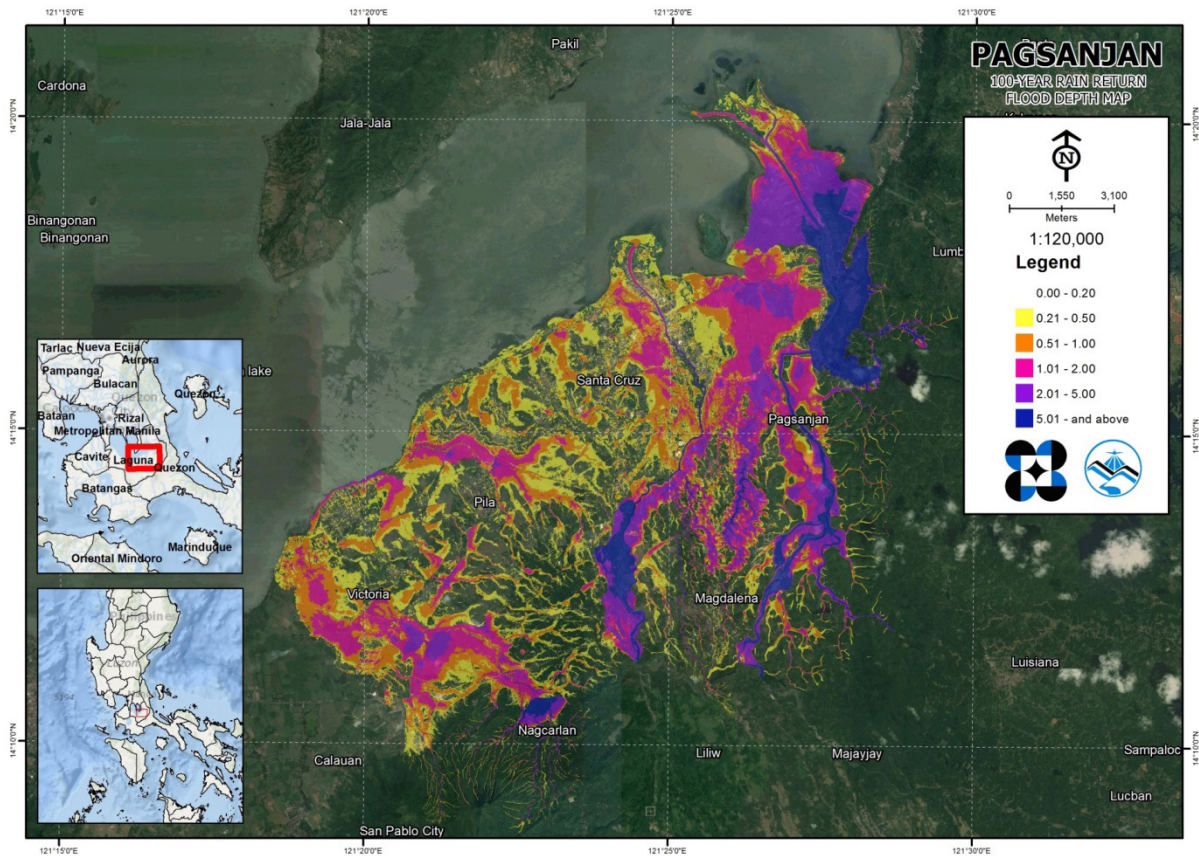 121°15'0"E
121°20'0"E
121°25'0"E
121°30'0"E
PAGSANJAN
100-YEAR RAIN RETURN
FLOOD DEPTH MAP
Pakil
Cardona
14°20'0"N
Jala-Jala
14°20'0"N
N
0 1,550 3,100
Meters
1:120,000
Legend
0.00 - 0.20
0.21 - 0.50
0.51 - 1.00
1.01 - 2.00
2.01 - 5.00
5.01 - and above
Binangonan
Binangonan
Lumb
lake
Santa Cruz
Pagsanjan
14°15'0"N
14°15'0"N
Pila
Victoria
Magdalena
Luisiana
Nagcarlan
14°10'0"N
14°10'0"N
Calauan
Liliw
Majayjay
Sampaloc
Lucban
San Pablo City
Tarlac
Nueva Ecija
Aurora
Pampanga
Bulacan
Quezon
Quezon
Bataan
Rizal
Metropolitan Manila
Cavite
Laguna
Quezon
Batangas
Marinduque
Oriental Mindoro
Philippines
Luzon
121°15'0"E
121°20'0"E
121°25'0"E
121°30'0"E